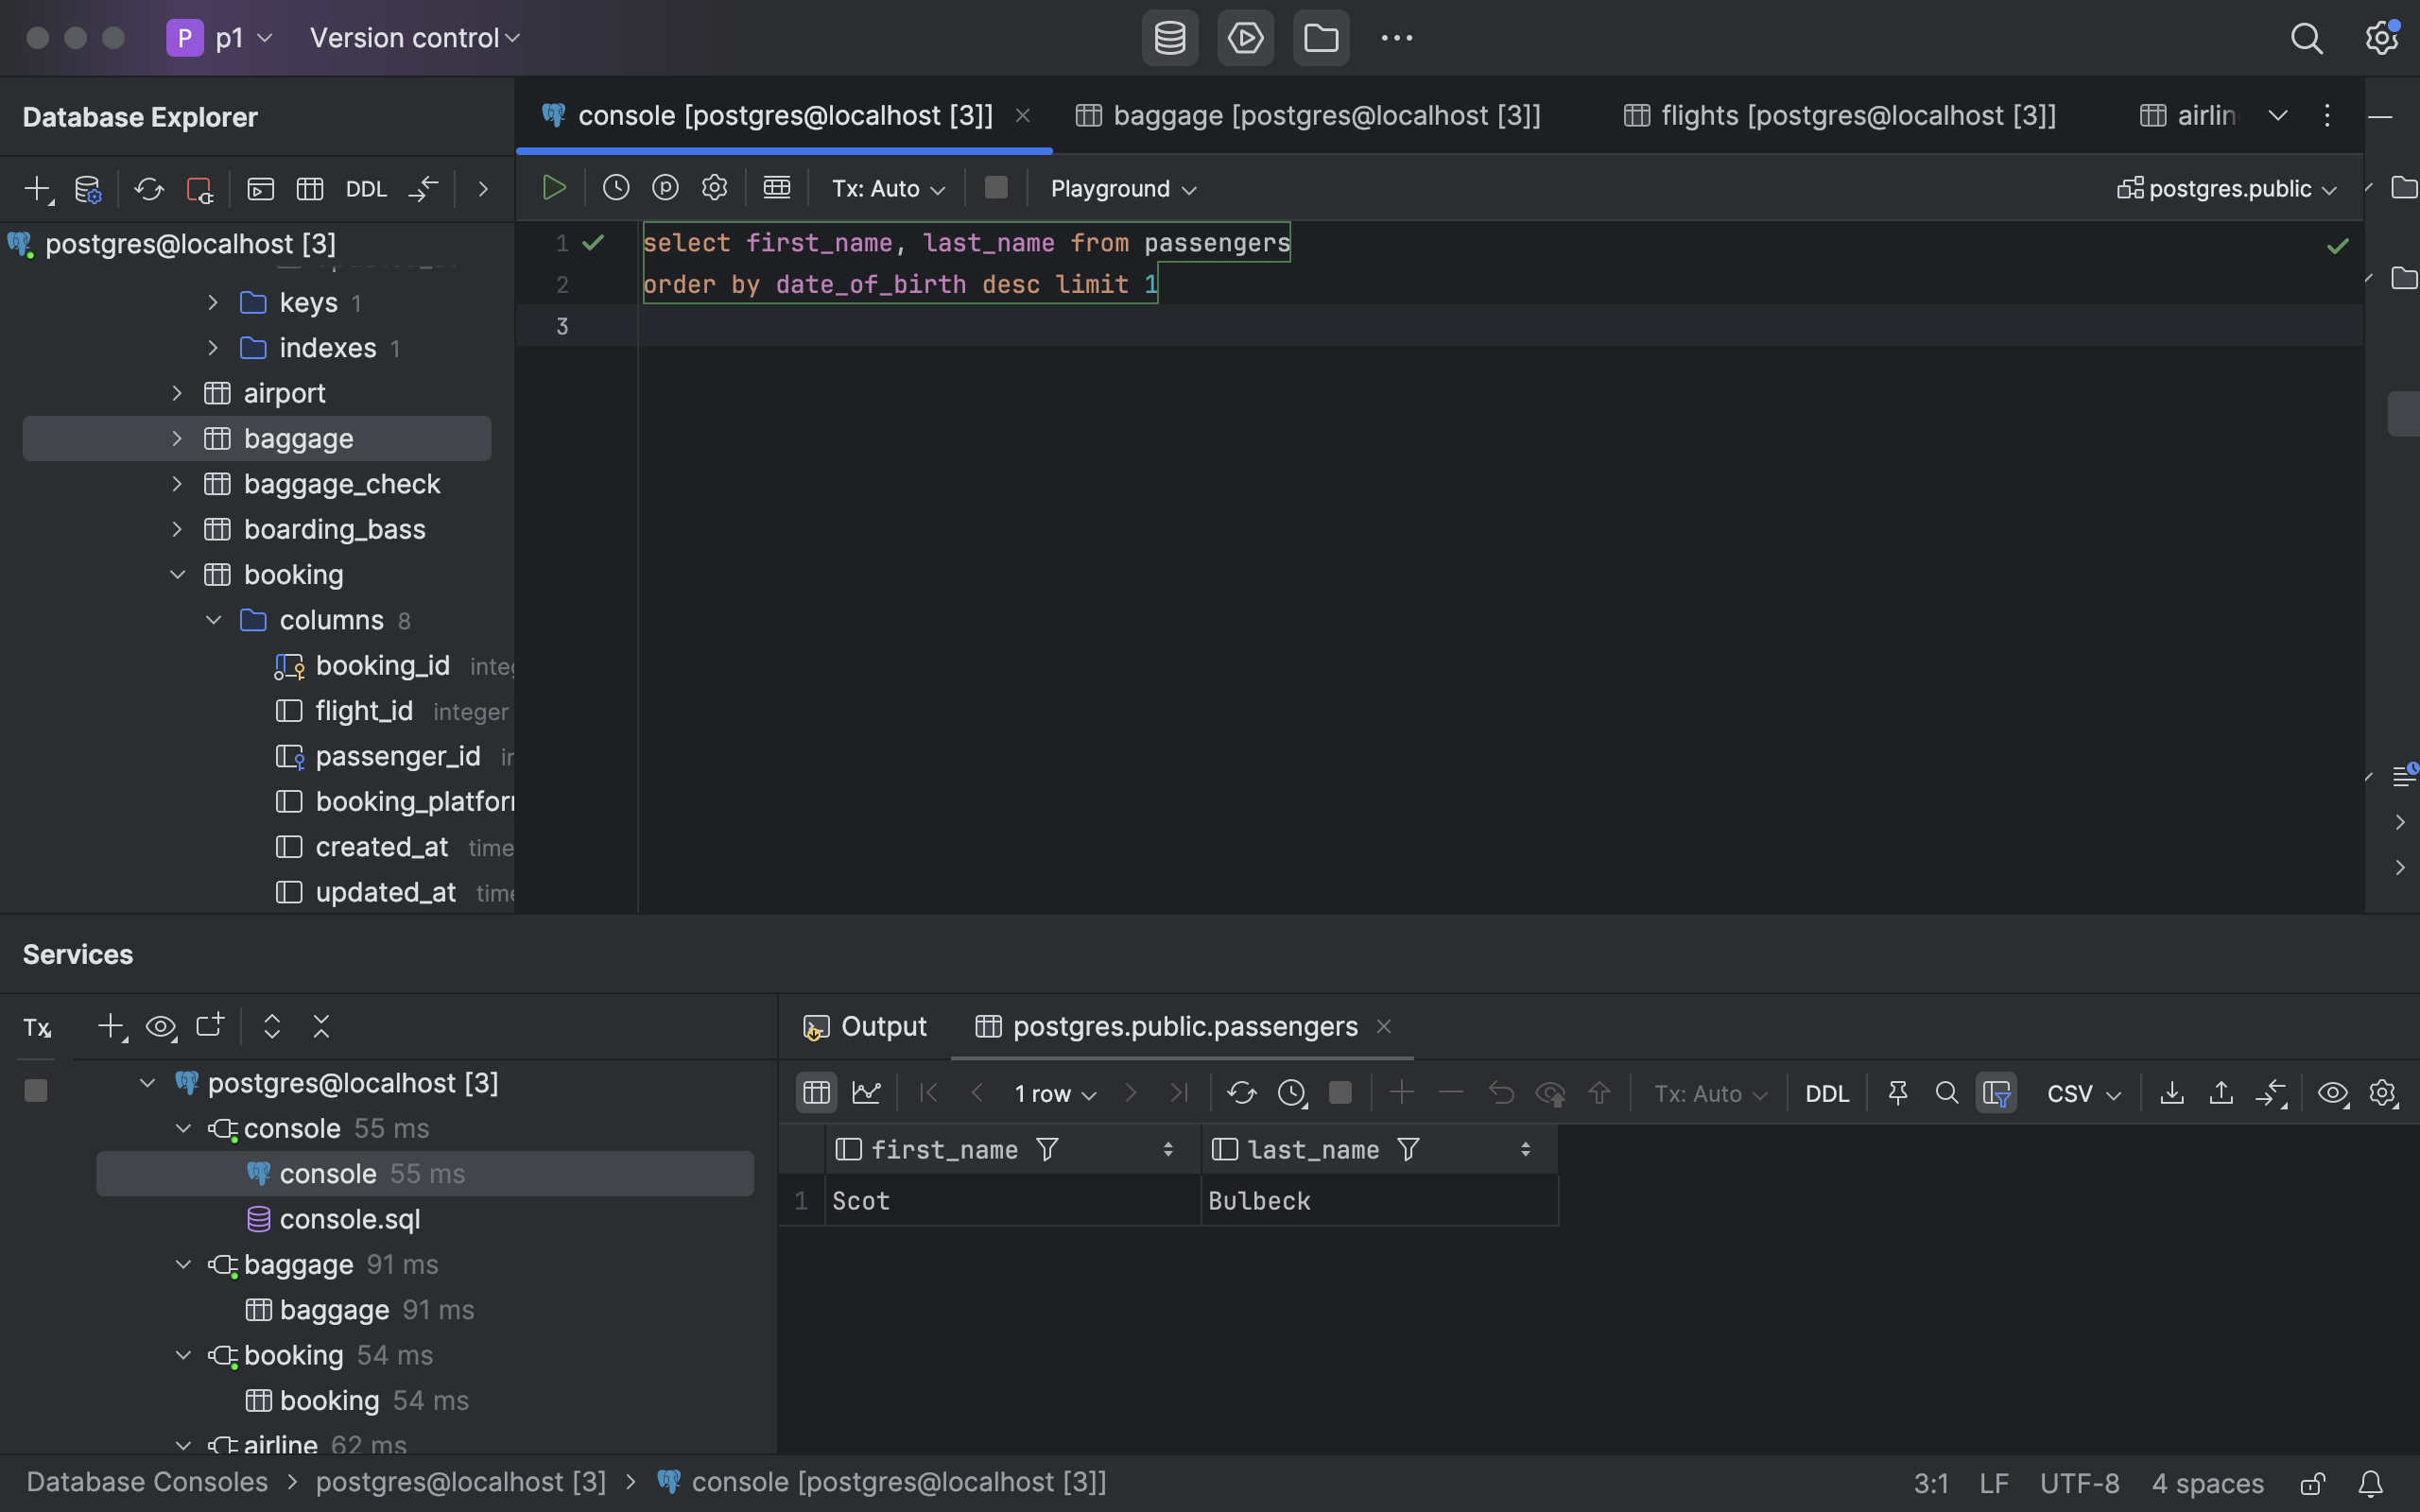 P p1 Version control
Database Explorer
console [postgres@localhost [3]] baggage [postgres@localhost [3]] flights [postgres@localhost [3]] airlin
DDL
Tx: Auto Playground postgres.public
postgres@localhost [3]
keys 1
indexes 1
airport
baggage
baggage_check
boarding_bass
booking
columns 8
booking_id integ
flight_id integer
passenger_id in
booking_platfor
created_at time
updated_at time
1 select first_name, last_name from passengers
2 order by date_of_birth desc limit 1
3
Services
Tx
postgres@localhost [3]
console 55 ms
console 55 ms
console.sql
baggage 91 ms
baggage 91 ms
booking 54 ms
booking 54 ms
airline 62 ms
Output postgres.public.passengers
1 row Tx: Auto DDL CSV
first_name last_name
1 Scot Bulbeck
Database Consoles postgres@localhost [3] console [postgres@localhost [3]] 3:1 LF UTF-8 4 spaces